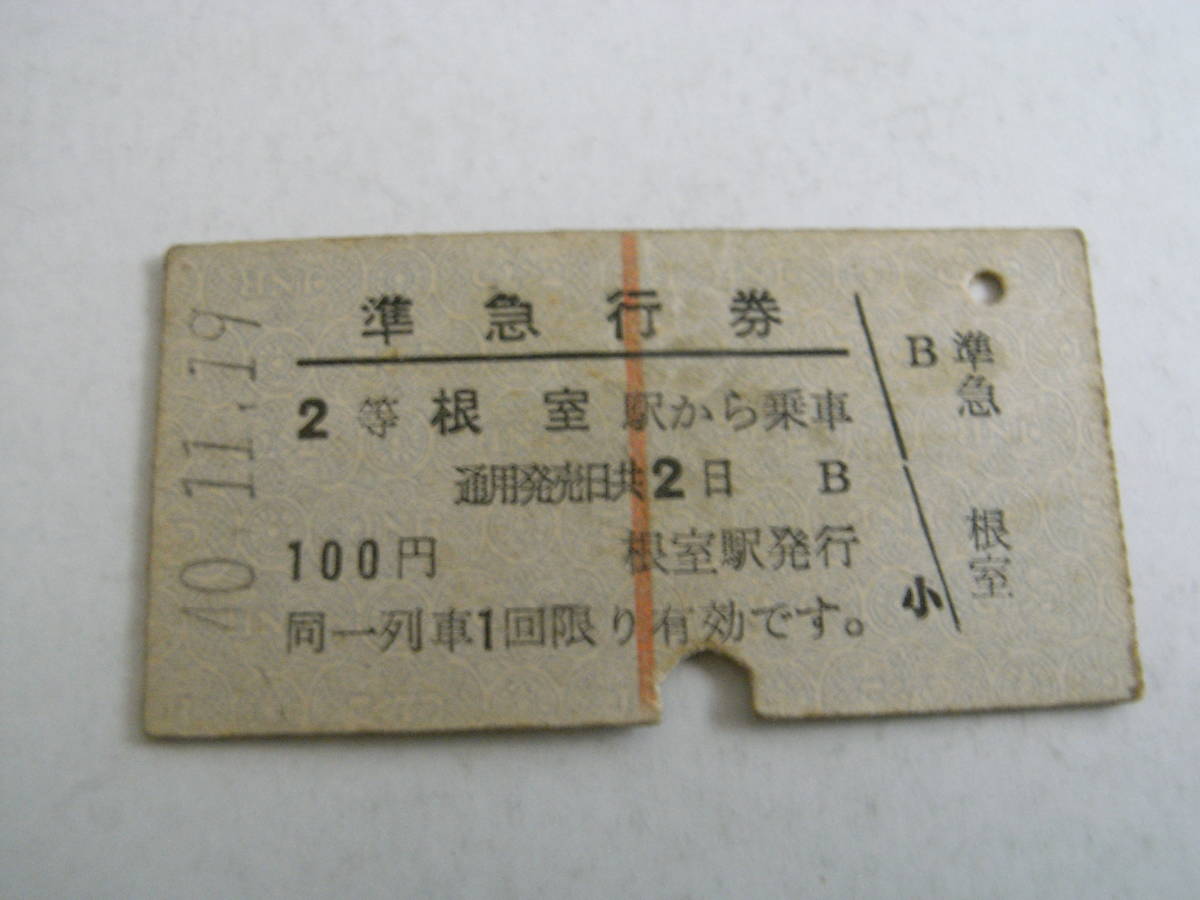 準急行券
2等 根室 駅から乗車
通用発売日共2日 B
100円 根室駅発行
同一列車1回限り有効です。
40.11.19
B 準急 根室
小